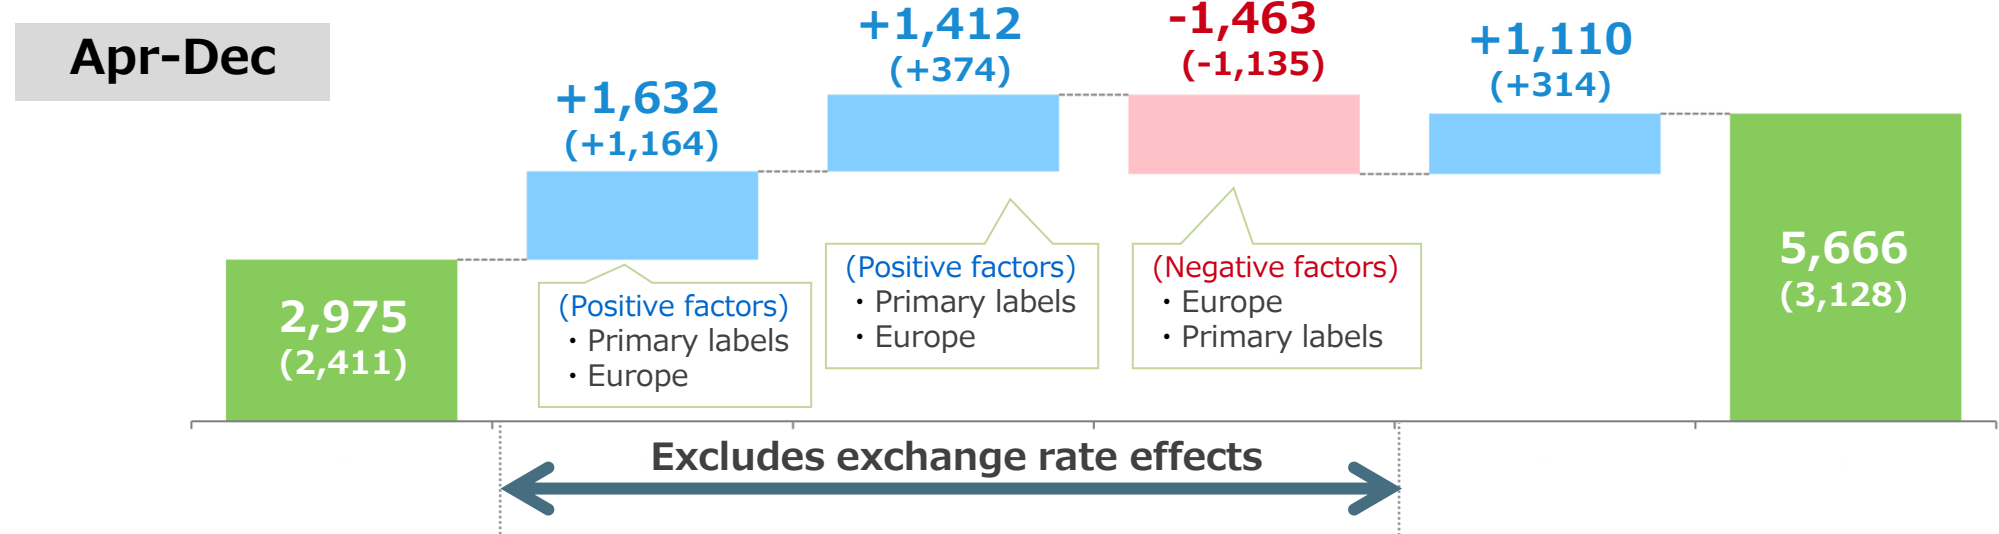 Apr-Dec
2,975
(2,411)
+1,632
(+1,164)
(Positive factors)
・Primary labels
・Europe
+1,412
(+374)
(Positive factors)
・Primary labels
・Europe
-1,463
(-1,135)
(Negative factors)
・Europe
・Primary labels
+1,110
(+314)
5,666
(3,128)
Excludes exchange rate effects